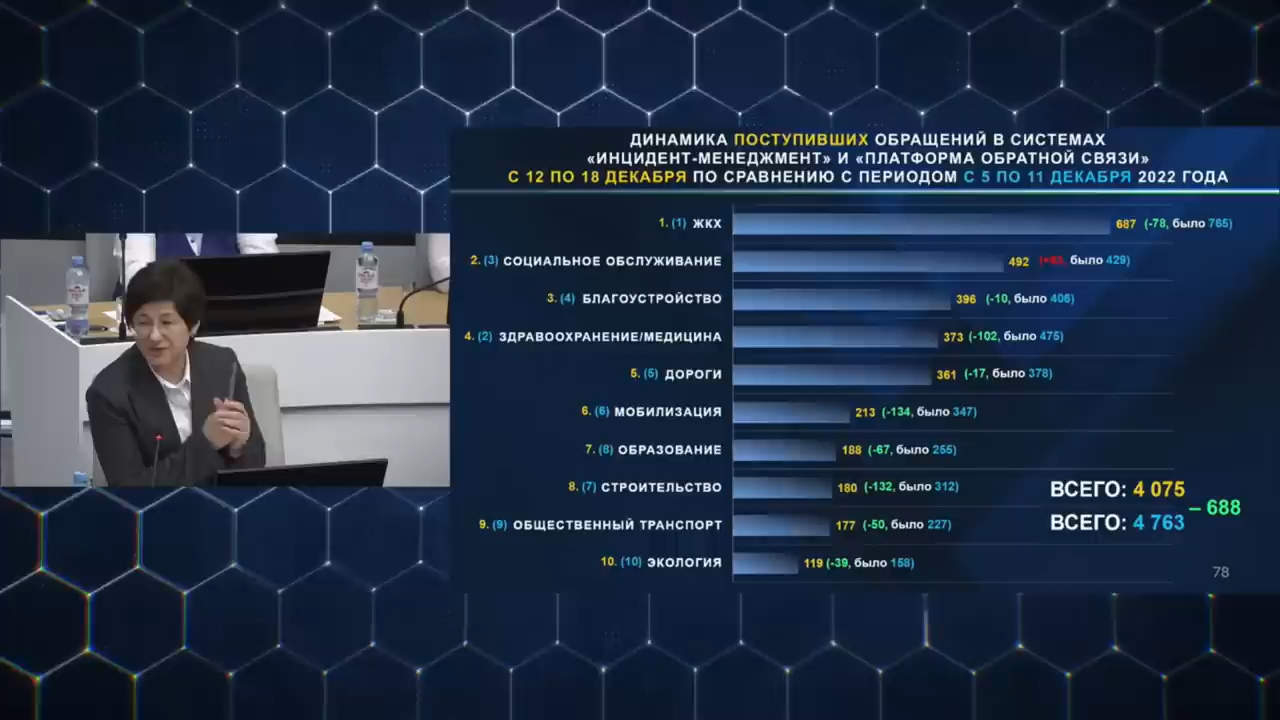 ДИНАМИКА ПОСТУПИВШИХ ОБРАЩЕНИЙ В СИСТЕМАХ
«ИНЦИДЕНТ-МЕНЕДЖМЕНТ» И «ПЛАТФОРМА ОБРАТНОЙ СВЯЗИ»
С 12 ПО 18 ДЕКАБРЯ ПО СРАВНЕНИЮ С ПЕРИОДОМ С 5 ПО 11 ДЕКАБРЯ 2022 ГОДА
1. (1) ЖКХ 687 (-78, было 765)
2. (3) СОЦИАЛЬНОЕ ОБСЛУЖИВАНИЕ 492 (+63, было 429)
3. (4) БЛАГОУСТРОЙСТВО 396 (-10, было 406)
4. (2) ЗДРАВООХРАНЕНИЕ/МЕДИЦИНА 373 (-102, было 475)
5. (5) ДОРОГИ 361 (-17, было 378)
6. (6) МОБИЛИЗАЦИЯ 213 (-134, было 347)
7. (8) ОБРАЗОВАНИЕ 188 (-67, было 255)
8. (7) СТРОИТЕЛЬСТВО 180 (-132, было 312)
9. (9) ОБЩЕСТВЕННЫЙ ТРАНСПОРТ 177 (-50, было 227)
10. (10) ЭКОЛОГИЯ 119 (-39, было 158)
ВСЕГО: 4 075
– 688
ВСЕГО: 4 763
78